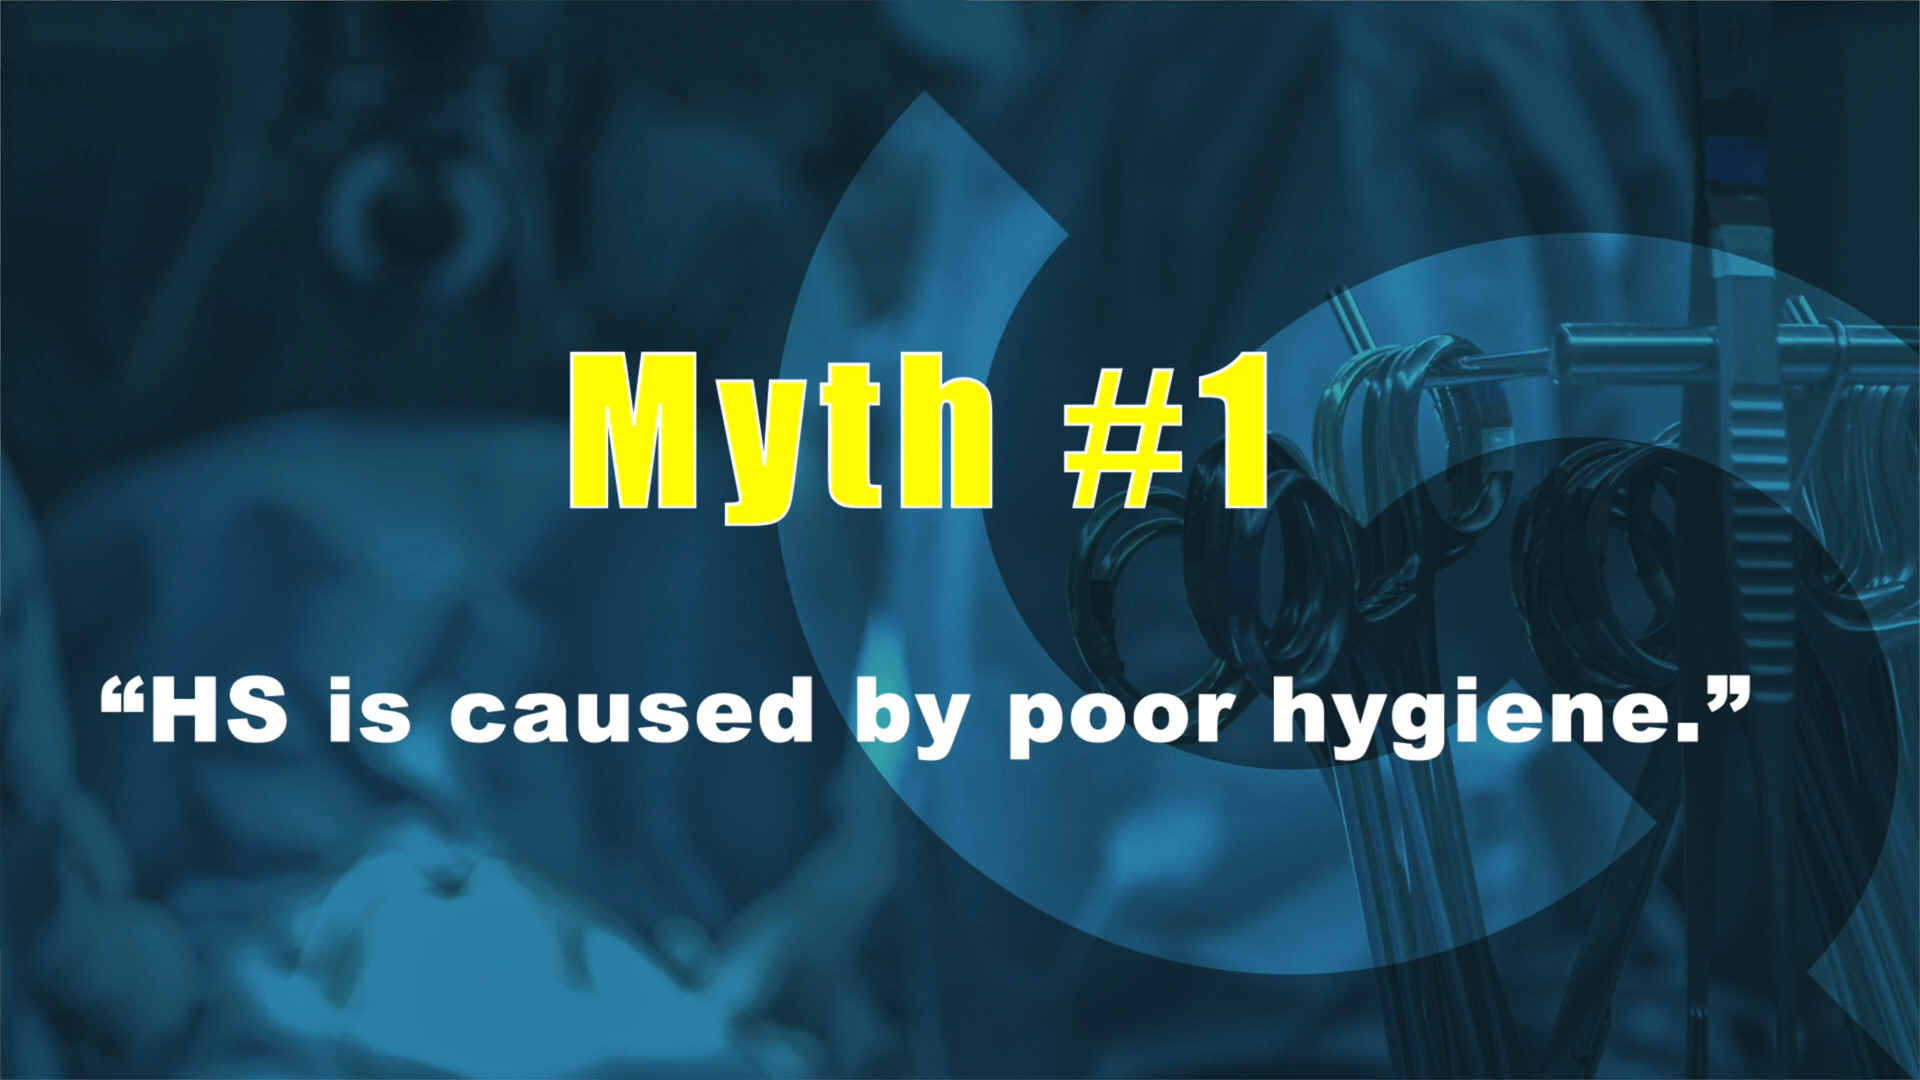 Myth #1
“HS is caused by poor hygiene.”